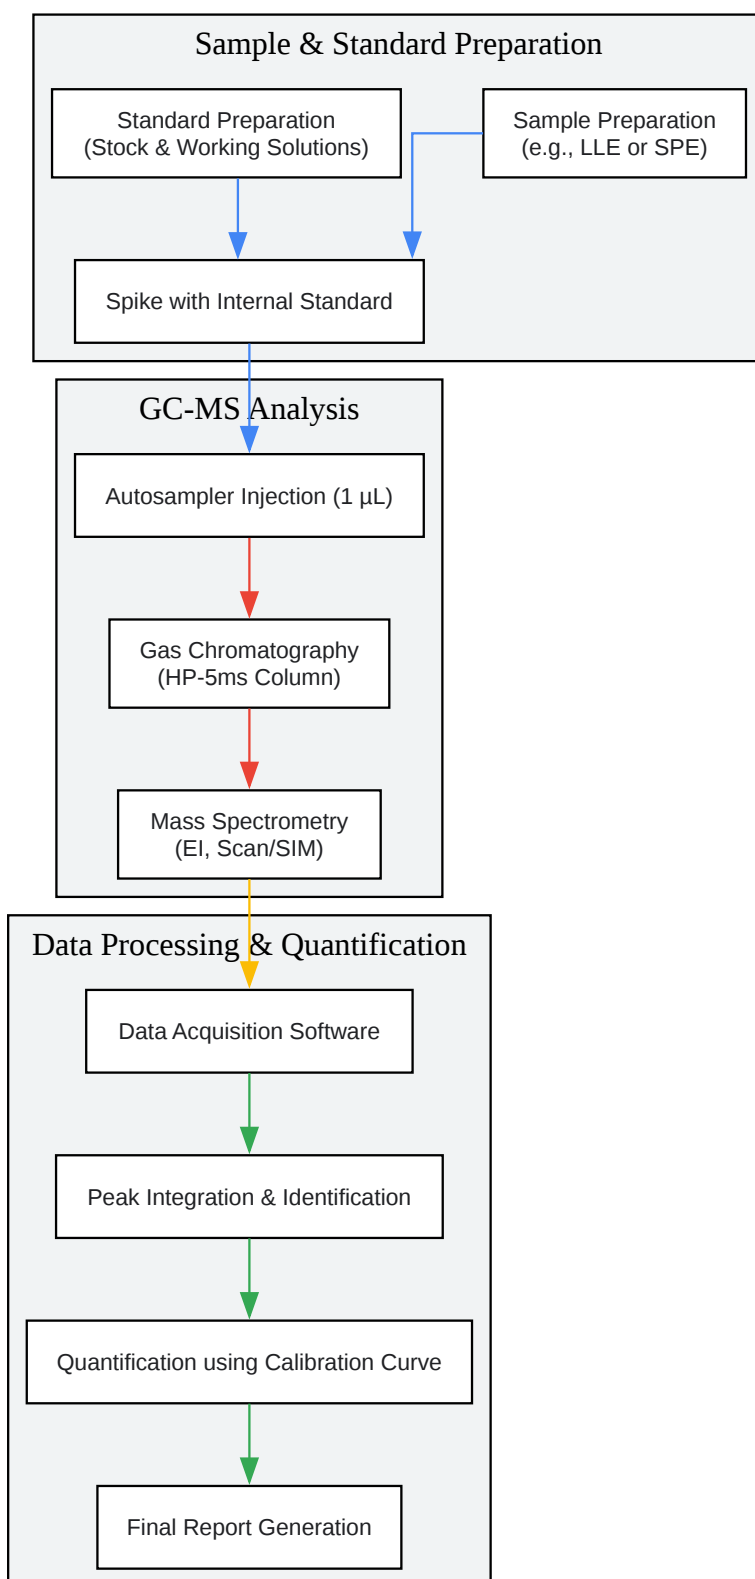 Sample & Standard Preparation
Standard Preparation
(Stock & Working Solutions)
Sample Preparation
(e.g., LLE or SPE)
Spike with Internal Standard
GC-MS Analysis
Autosampler Injection (1 µL)
Gas Chromatography
(HP-5ms Column)
Mass Spectrometry
(EI, Scan/SIM)
Data Processing & Quantification
Data Acquisition Software
Peak Integration & Identification
Quantification using Calibration Curve
Final Report Generation